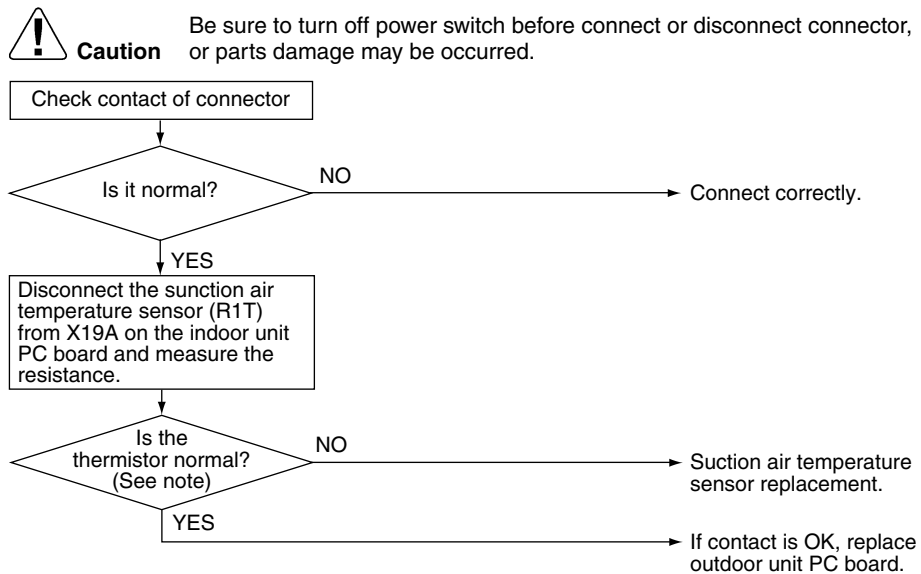 Be sure to turn off power switch before connect or disconnect connector,
Caution or parts damage may be occurred.
Check contact of connector
Is it normal?
NO
Connect correctly.
YES
Disconnect the sunction air
temperature sensor (R1T)
from X19A on the indoor unit
PC board and measure the
resistance.
Is the
thermistor normal?
(See note)
NO
Suction air temperature
sensor replacement.
YES
If contact is OK, replace
outdoor unit PC board.